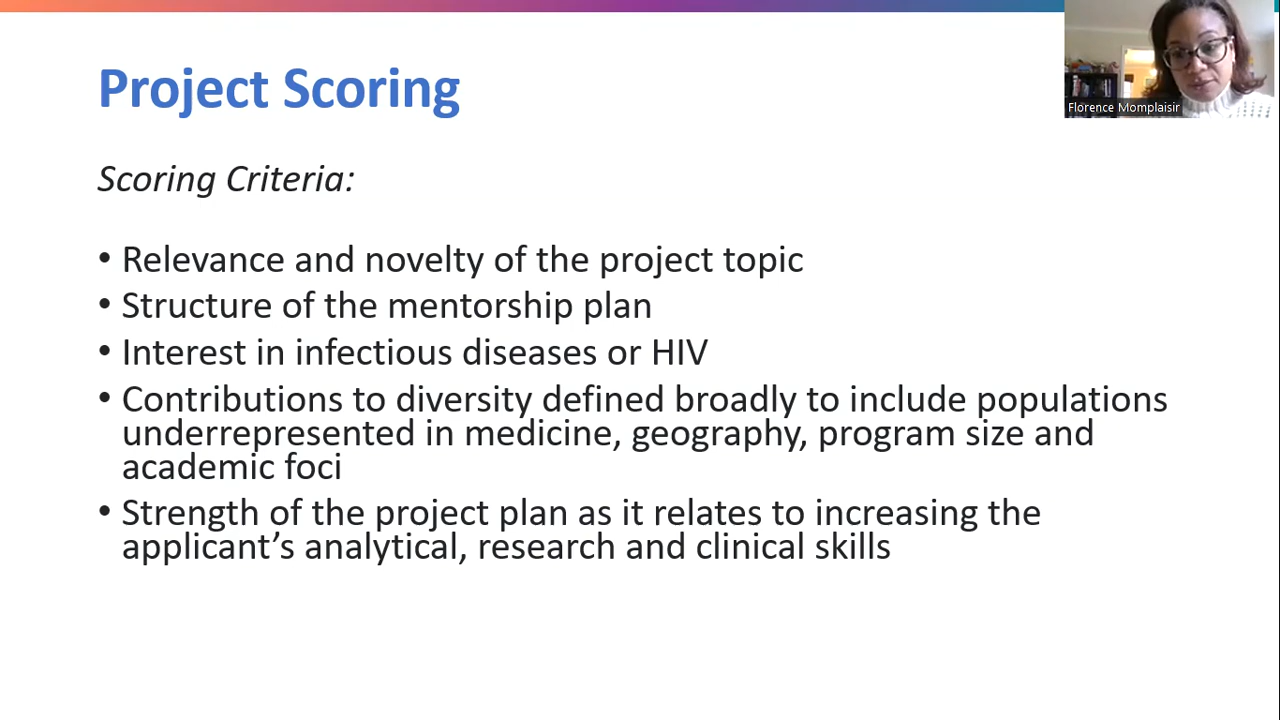 Project Scoring
Florence Momplaisir
Scoring Criteria:
• Relevance and novelty of the project topic
• Structure of the mentorship plan
• Interest in infectious diseases or HIV
• Contributions to diversity defined broadly to include populations
underrepresented in medicine, geography, program size and
academic foci
• Strength of the project plan as it relates to increasing the
applicant’s analytical, research and clinical skills